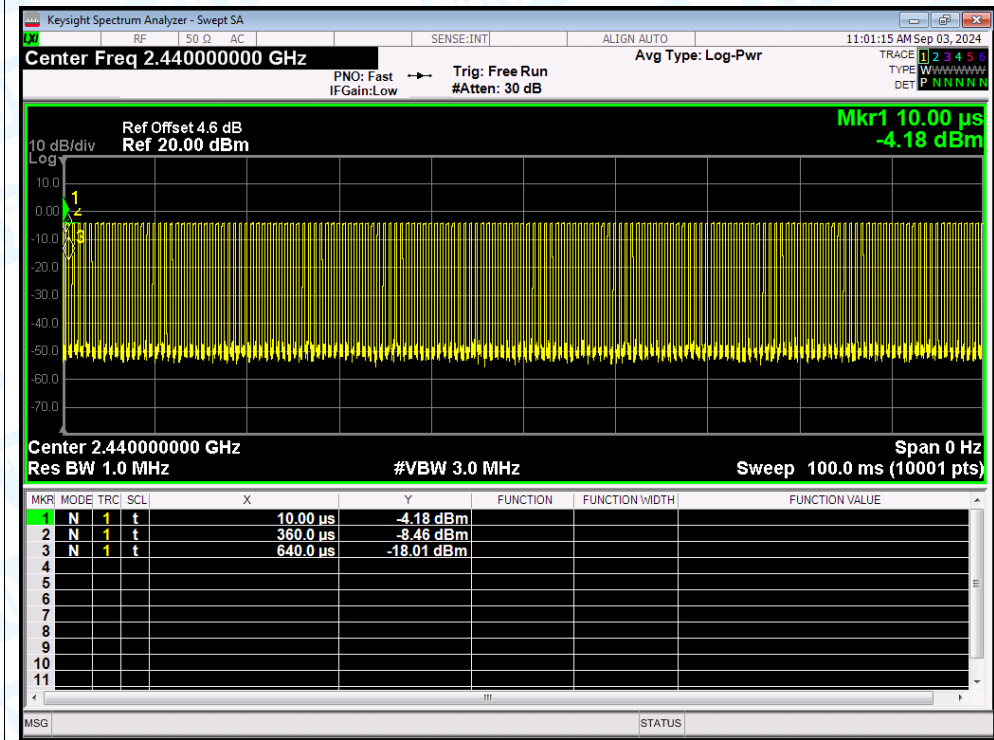 Keysight Spectrum Analyzer - Swept SA
LXI RF 50 Ω AC SENSE:INT ALIGN AUTO 11:01:15 AM Sep 03, 2024
Center Freq 2.440000000 GHz Avg Type: Log-Pwr TRACE 1 2 3 4 5 6
PNO: Fast Trig: Free Run TYPE WWWWWW
IFGain:Low #Atten: 30 dB DET P N N N N N
Mkr1 10.00 µs
Ref Offset 4.6 dB
10 dB/div Ref 20.00 dBm -4.18 dBm
Log
10.0
1
0.00 2
-10.0 3
-20.0
-30.0
-40.0
-50.0
-60.0
-70.0
Center 2.440000000 GHz Span 0 Hz
Res BW 1.0 MHz #VBW 3.0 MHz Sweep 100.0 ms (10001 pts)
MKR MODE TRC SCL X Y FUNCTION FUNCTION WIDTH FUNCTION VALUE
1 N 1 t 10.00 µs -4.18 dBm
2 N 1 t 360.0 µs -8.46 dBm
3 N 1 t 640.0 µs -18.01 dBm
4
5
6
7
8
9
10
11
MSG STATUS